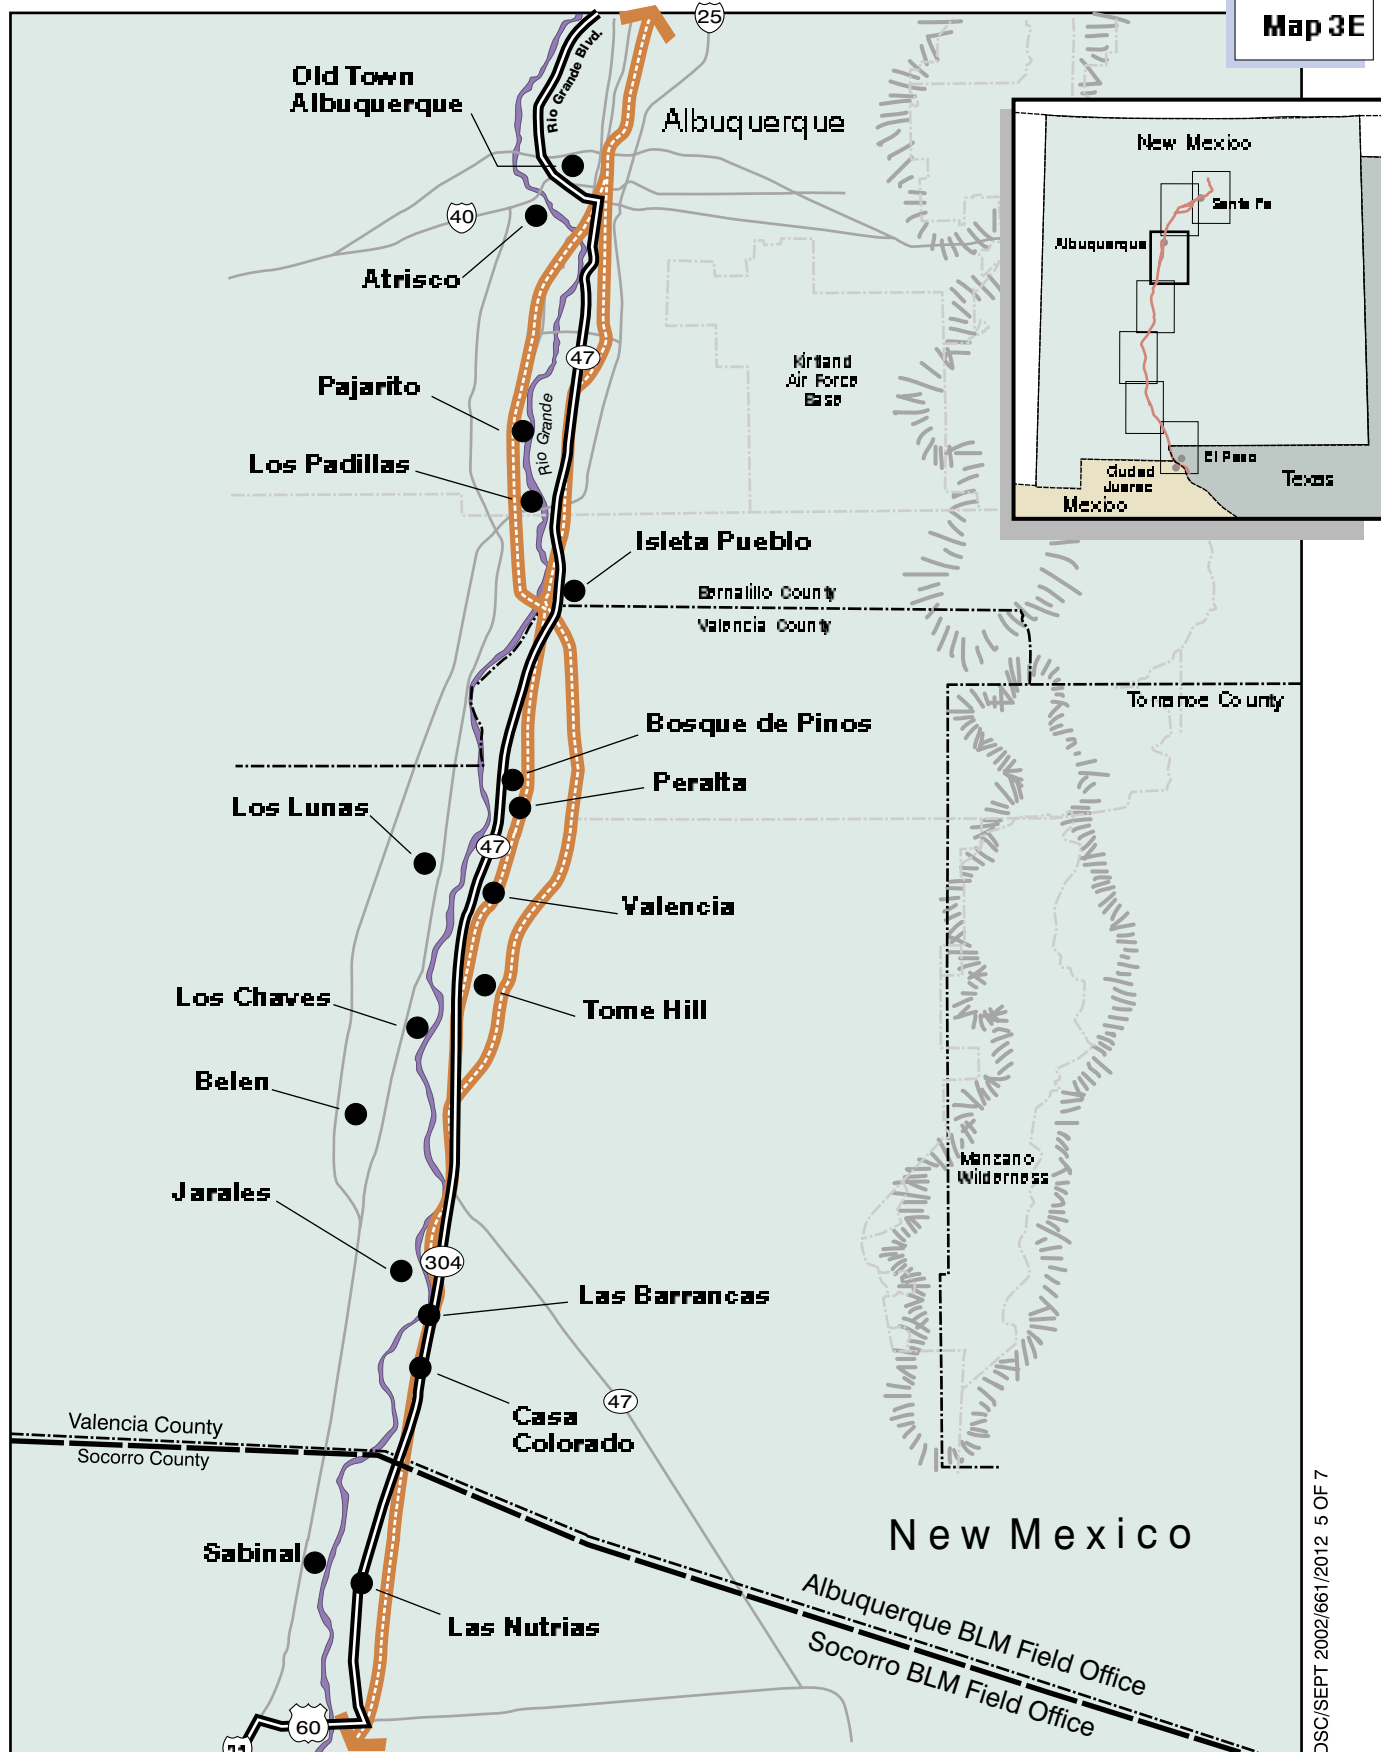 Map 3E
25
Rio Grande Blvd.
Old Town
Albuquerque
Albuquerque
40
Atrisco
47
Kirtland
Air Force
Base
Pajarito
Rio Grande
Los Padillas
Isleta Pueblo
Bernalillo County
Valencia County
Torrance County
Bosque de Pinos
Peralta
Los Lunas
47
Valencia
Los Chaves
Tome Hill
Belen
Manzano
Wilderness
Jarales
304
Las Barrancas
47
Casa
Colorado
Valencia County
Socorro County
New Mexico
Sabinal
Albuquerque BLM Field Office
Socorro BLM Field Office
Las Nutrias
60
New Mexico
Santa Fe
Albuquerque
El Paso
Ciudad
Juarez
Texas
Mexico
DSC/SEPT 2002/661/2012 5 OF 7